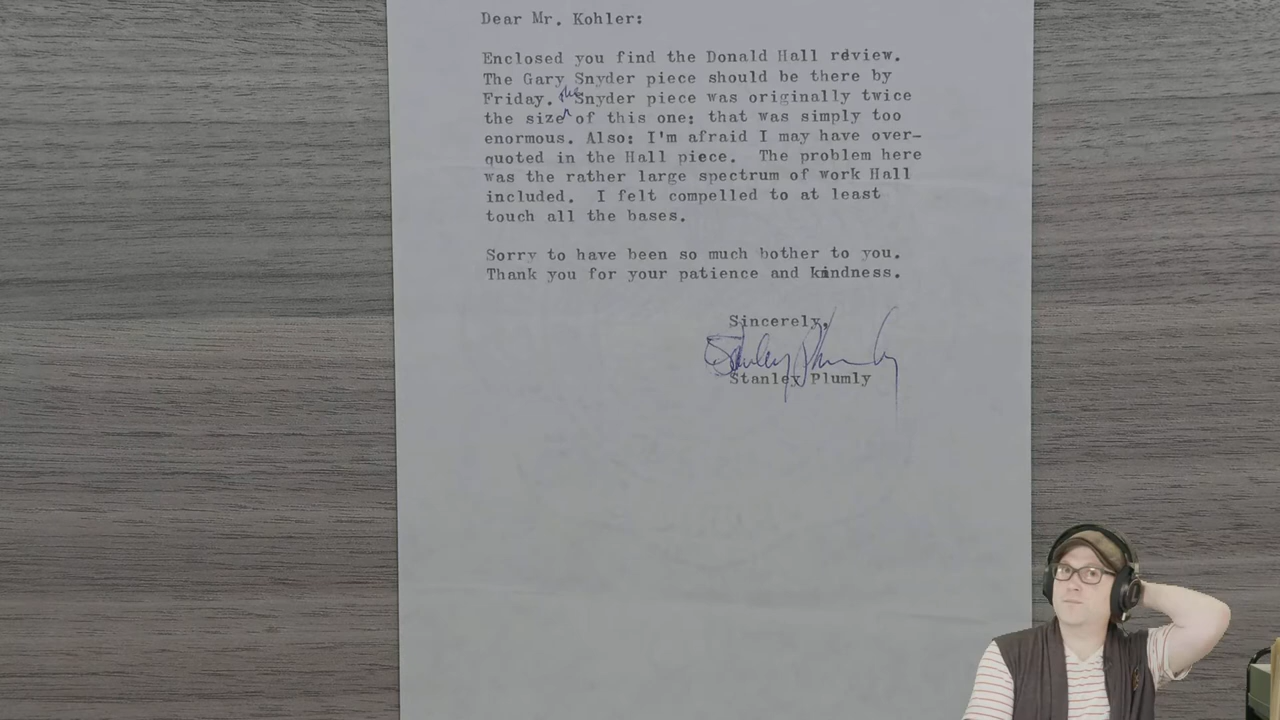 Dear Mr. Kohler:
Enclosed you find the Donald Hall review.
The Gary Snyder piece should be there by
Friday. the Snyder piece was originally twice
the size^of this one: that was simply too
enormous. Also: I'm afraid I may have over-
quoted in the Hall piece. The problem here
was the rather large spectrum of work Hall
included. I felt compelled to at least
touch all the bases.
Sorry to have been so much bother to you.
Thank you for your patience and kindness.
Sincerely,
Stanley Plumly
Stanley Plumly